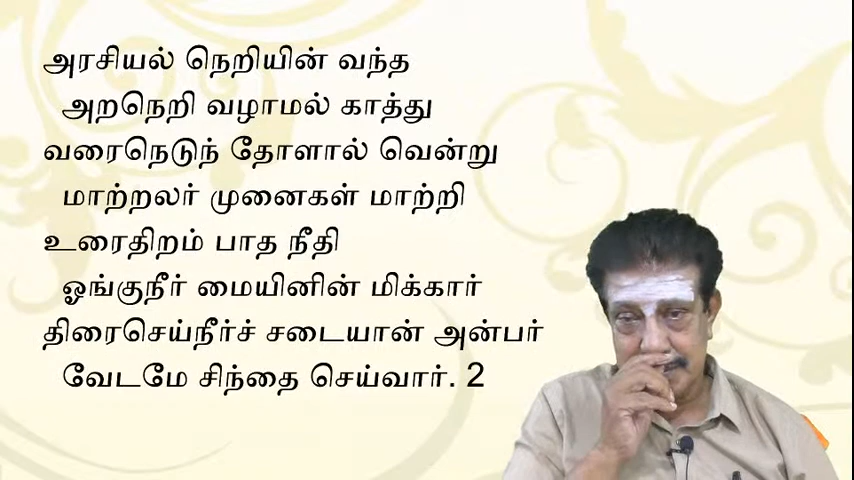 அரசியல் நெறியின் வந்த
அறநெறி வழாமல் காத்து
வரைநெடுந் தோளால் வென்று
மாற்றலர் முனைகள் மாற்றி
உரைதிறம் பாத நீதி
ஓங்குநீர் மையினின் மிக்கார்
திரைசெய்நீர்ச் சடையான் அன்பர்
வேடமே சிந்தை செய்வார். 2